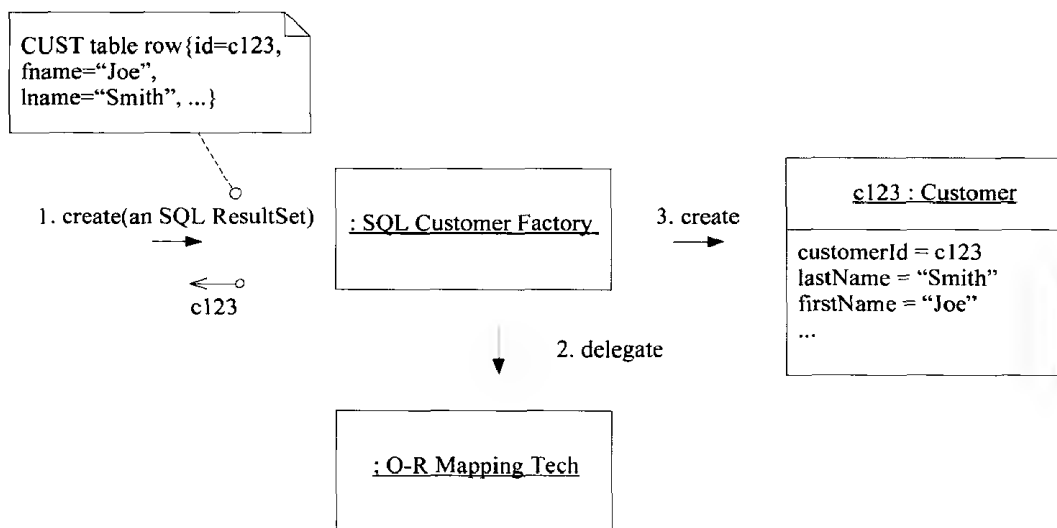 CUST table row{id=c123,
fname=“Joe”,
lname=“Smith”, ...}
1. create(an SQL ResultSet)
c123
: SQL Customer Factory
3. create
c123 : Customer
customerId = c123
lastName = “Smith”
firstName = “Joe”
...
2. delegate
: O-R Mapping Tech